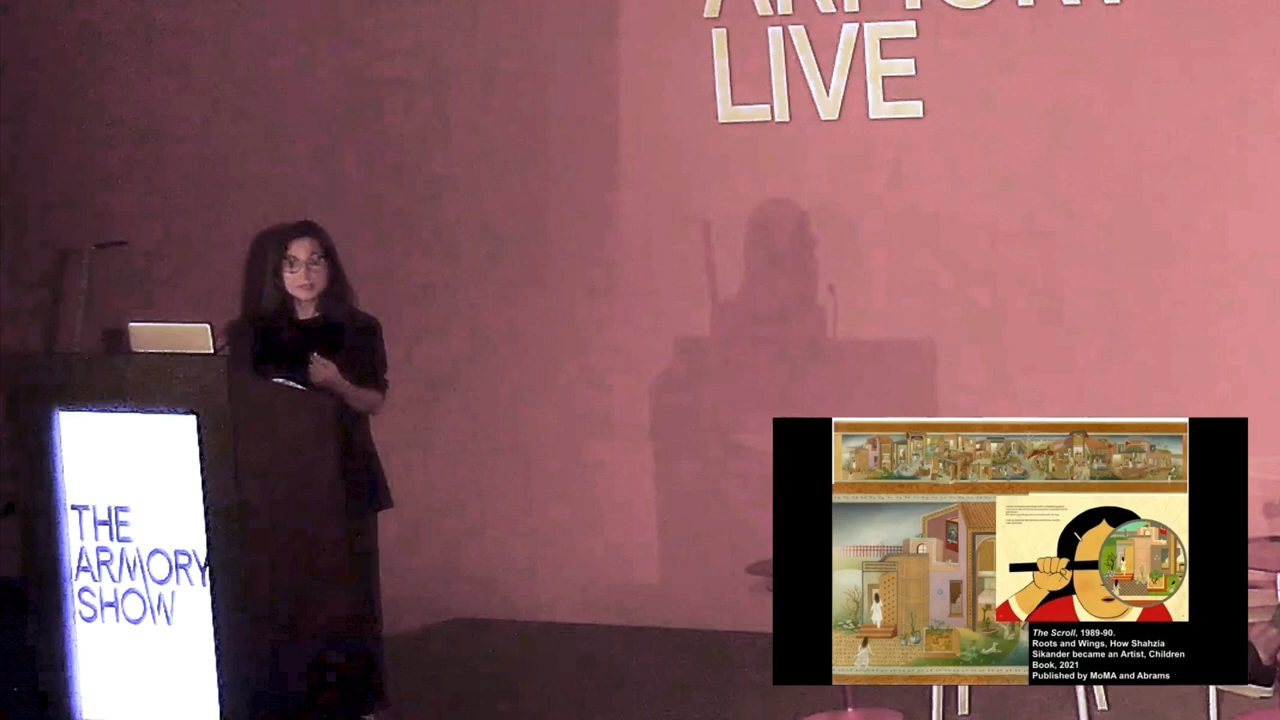 ARMORY
LIVE
THE
ARMORY
SHOW
The Scroll, 1989-90.
Roots and Wings, How Shahzia
Sikander became an Artist, Children
Book, 2021
Published by MoMA and Abrams